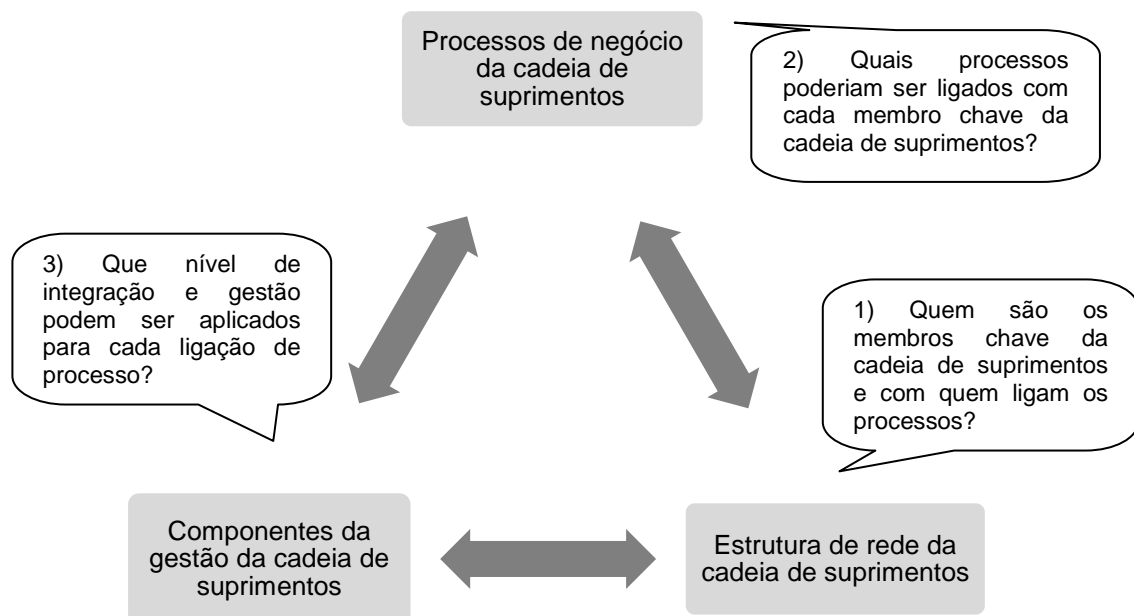 Processos de negócio
da cadeia de
suprimentos
2) Quais processos
poderiam ser ligados com
cada membro chave da
cadeia de suprimentos?
3) Que nível de
integração e gestão
podem ser aplicados
para cada ligação de
processo?
1) Quem são os
membros chave da
cadeia de suprimentos
e com quem ligam os
processos?
Componentes da
gestão da cadeia de
suprimentos
Estrutura de rede da
cadeia de suprimentos